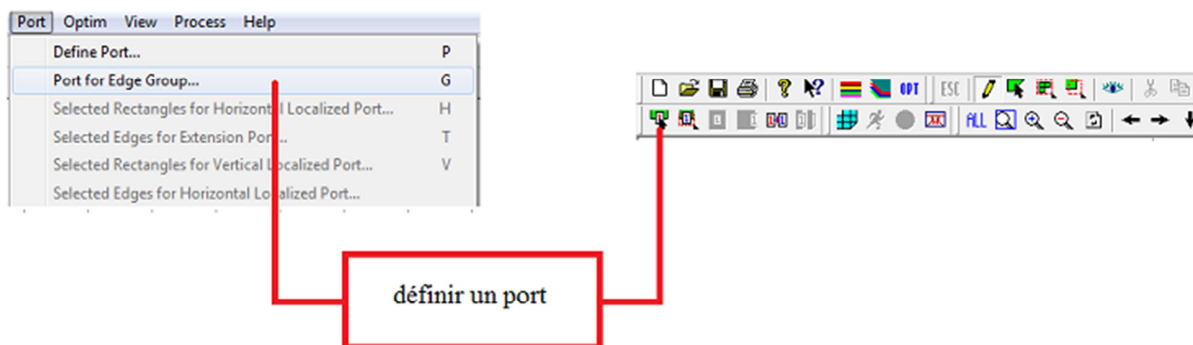 Port Optim View Process Help
Define Port... P
Port for Edge Group... G
Selected Rectangles for Horizontal Localized Port... H
Selected Edges for Extension Port... T
Selected Rectangles for Vertical Localized Port... V
Selected Edges for Horizontal Localized Port...
OPT ESC
ALL
définir un port